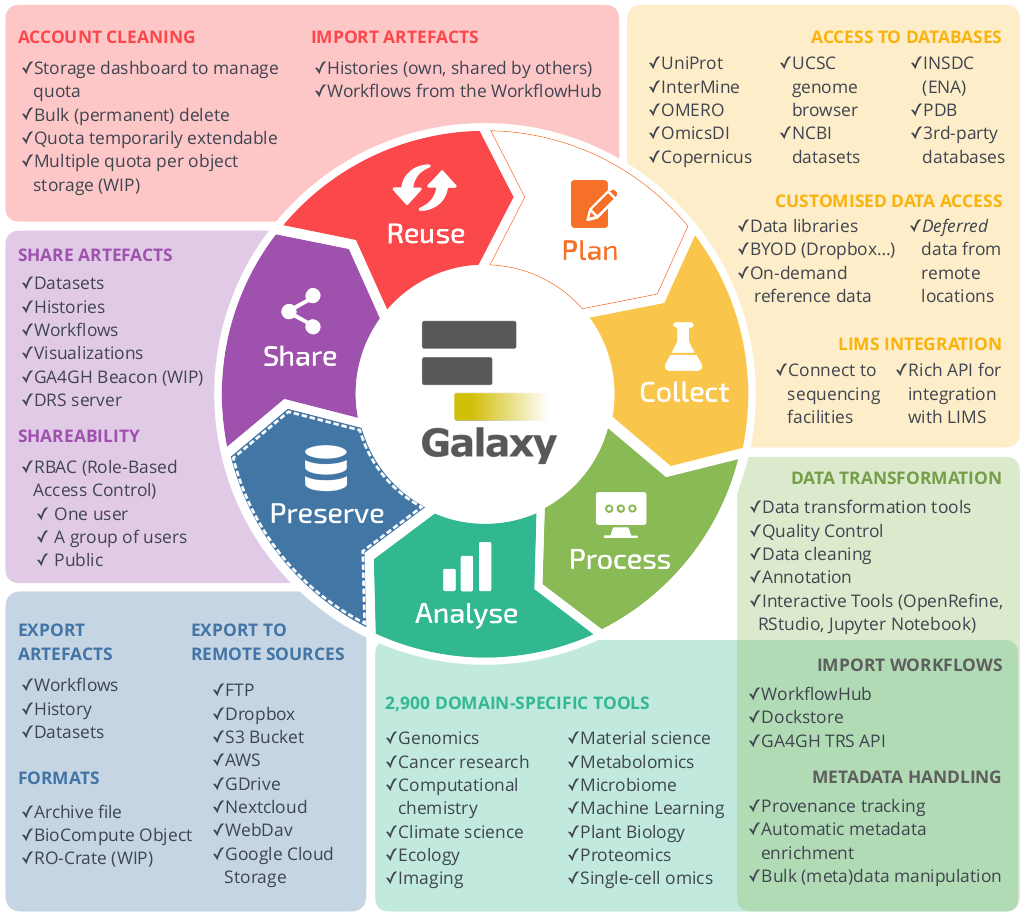 ACCOUNT CLEANING
✓Storage dashboard to manage
quota
✓Bulk (permanent) delete
✓Quota temporarily extendable
✓Multiple quota per object
storage (WIP)
IMPORT ARTEFACTS
✓Histories (own, shared by others)
✓Workflows from the WorkflowHub
ACCESS TO DATABASES
✓UniProt
✓InterMine
✓OMERO
✓OmicsDI
✓Copernicus
✓UCSC
genome
browser
✓NCBI
datasets
✓INSDC
(ENA)
✓PDB
✓3rd-party
databases
CUSTOMISED DATA ACCESS
✓Data libraries
✓BYOD (Dropbox...)
✓On-demand
reference data
✓Deferred
data from
remote
locations
LIMS INTEGRATION
✓Connect to
sequencing
facilities
✓Rich API for
integration
with LIMS
Reuse
Plan
Share
Collect
Galaxy
Preserve
Process
Analyse
SHARE ARTEFACTS
✓Datasets
✓Histories
✓Workflows
✓Visualizations
✓GA4GH Beacon (WIP)
✓DRS server
SHAREABILITY
✓RBAC (Role-Based
Access Control)
✓ One user
✓ A group of users
✓ Public
DATA TRANSFORMATION
✓Data transformation tools
✓Quality Control
✓Data cleaning
✓Annotation
✓Interactive Tools (OpenRefine,
RStudio, Jupyter Notebook)
EXPORT
ARTEFACTS
✓Workflows
✓History
✓Datasets
FORMATS
✓Archive file
✓BioCompute Object
✓RO-Crate (WIP)
EXPORT TO
REMOTE SOURCES
✓FTP
✓Dropbox
✓S3 Bucket
✓AWS
✓GDrive
✓Nextcloud
✓WebDav
✓Google Cloud
Storage
2,900 DOMAIN-SPECIFIC TOOLS
✓Genomics
✓Cancer research
✓Computational
chemistry
✓Climate science
✓Ecology
✓Imaging
✓Material science
✓Metabolomics
✓Microbiome
✓Machine Learning
✓Plant Biology
✓Proteomics
✓Single-cell omics
IMPORT WORKFLOWS
✓WorkflowHub
✓Dockstore
✓GA4GH TRS API
METADATA HANDLING
✓Provenance tracking
✓Automatic metadata
enrichment
✓Bulk (meta)data manipulation